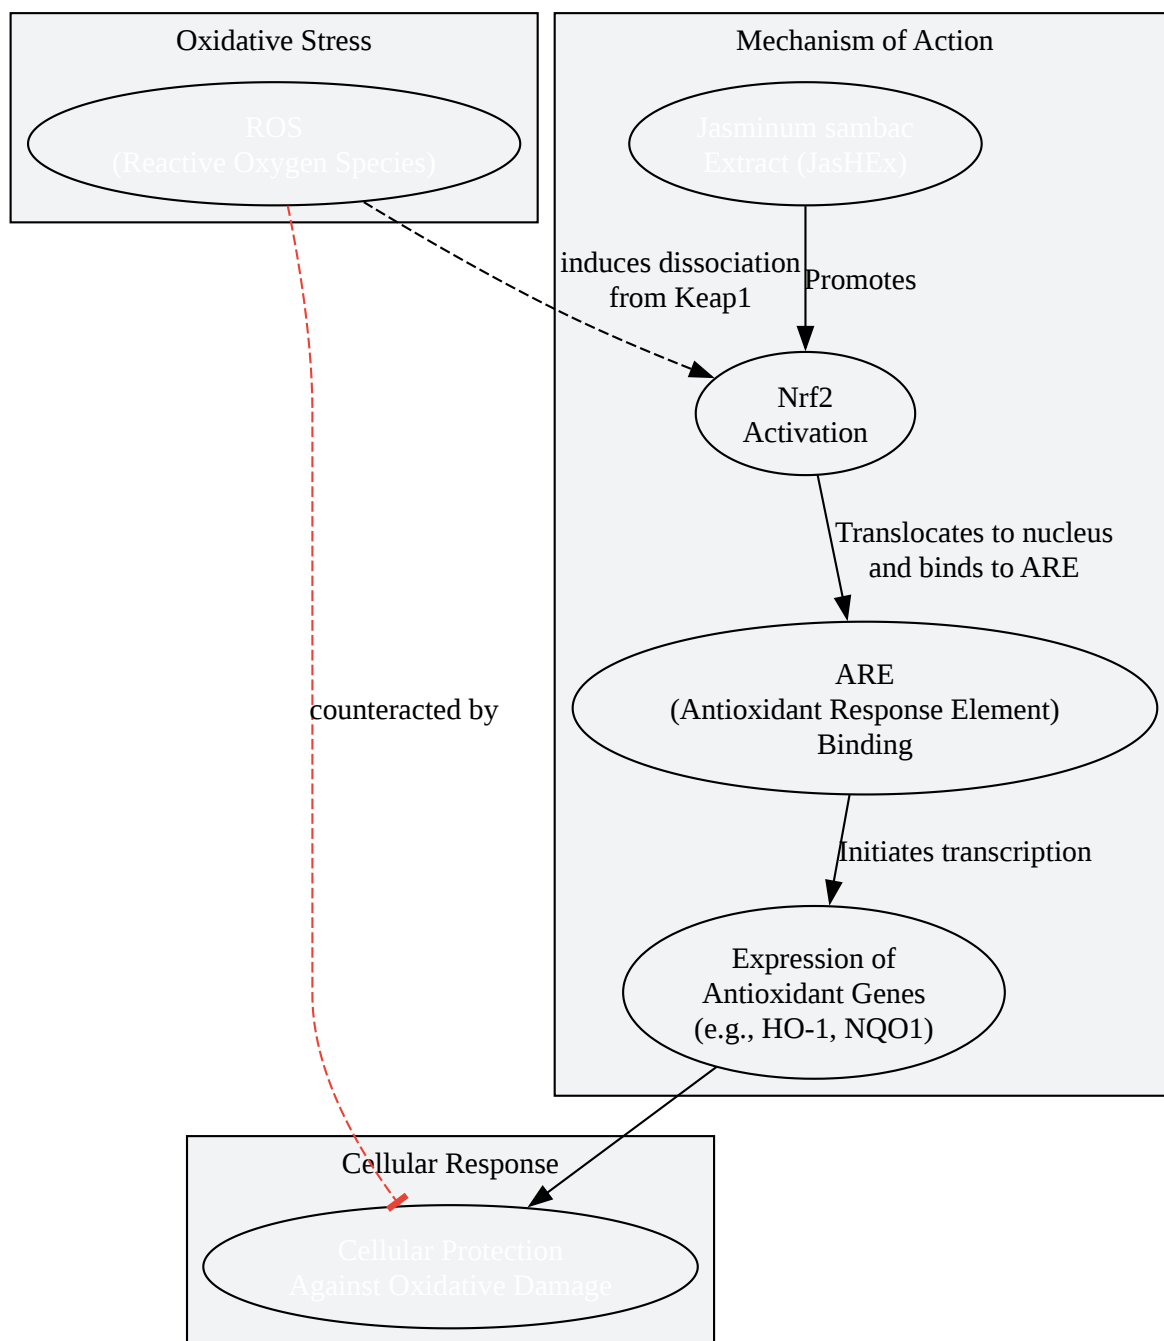 Oxidative Stress
ROS
(Reactive Oxygen Species)
Mechanism of Action
Jasminum sambac
Extract (JasHEx)
induces dissociation
from Keap1
Promotes
Nrf2
Activation
Translocates to nucleus
and binds to ARE
ARE
(Antioxidant Response Element)
Binding
counteracted by
Initiates transcription
Expression of
Antioxidant Genes
(e.g., HO-1, NQO1)
Cellular Response
Cellular Protection
Against Oxidative Damage